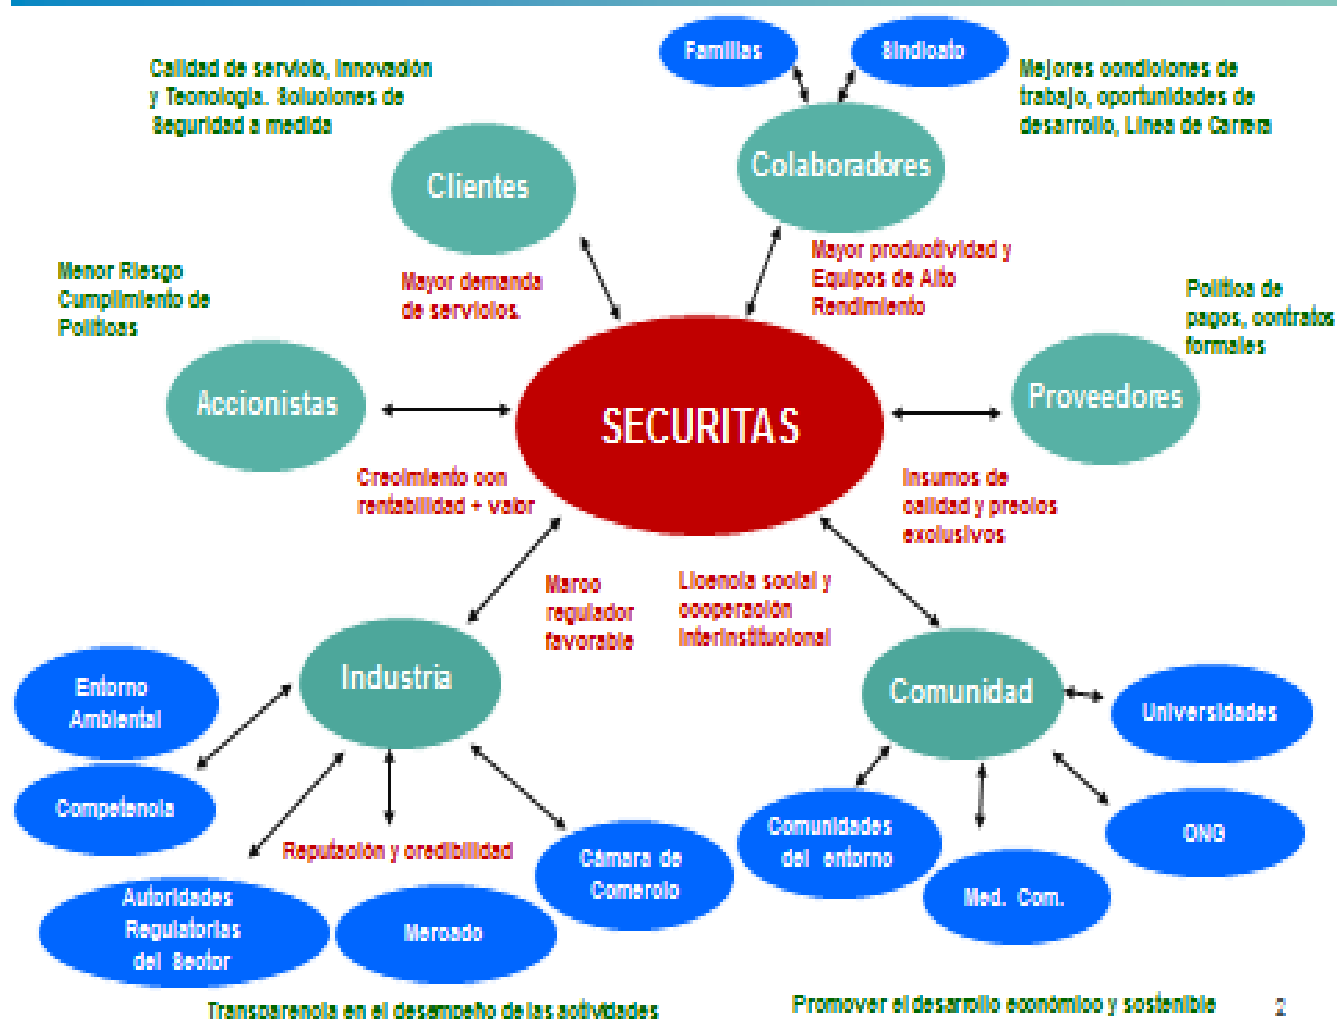 Familias
Sindicato
Calidad de servicio, Innovación
y Tecnología. Soluciones de
Seguridad a medida
Mejores condiciones de
trabajo, oportunidades de
desarrollo, Línea de Carrera
Clientes
Colaboradores
Menor Riesgo
Cumplimiento de
Políticas
Mayor demanda
de servicios.
Mayor productividad y
Equipos de Alto
Rendimiento
Política de
pagos, contratos
formales
Accionistas
SECURITAS
Proveedores
Crecimiento con
rentabilidad + valor
Insumos de
calidad y precios
exclusivos
Marco
regulador
favorable
Licencia social y
cooperación
Interinstitucional
Industria
Comunidad
Entorno
Ambiental
Universidades
Competencia
Comunidades
del entorno
ONG
Reputación y credibilidad
Cámara de
Comercio
Med. Com.
Autoridades
Regulatorias
del Sector
Mercado
Transparencia en el desempeño de las actividades
Promover el desarrollo económico y sostenible
2